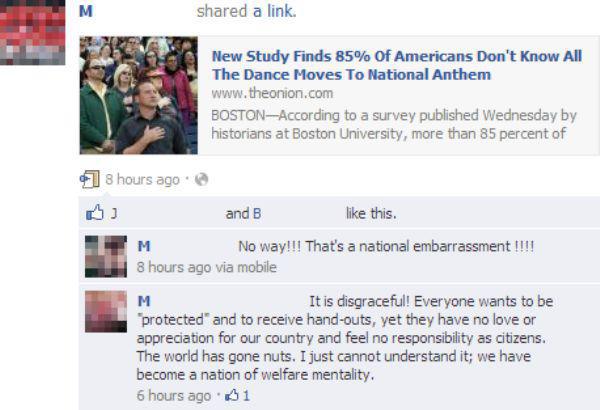 M shared a link.
New Study Finds 85% Of Americans Don't Know All
The Dance Moves To National Anthem
www.theonion.com
BOSTON—According to a survey published Wednesday by
historians at Boston University, more than 85 percent of
8 hours ago ·
J and B like this.
M No way!!! That's a national embarrassment !!!!
8 hours ago via mobile
M It is disgraceful! Everyone wants to be
"protected" and to receive hand-outs, yet they have no love or
appreciation for our country and feel no responsibility as citizens.
The world has gone nuts. I just cannot understand it; we have
become a nation of welfare mentality.
6 hours ago · 1